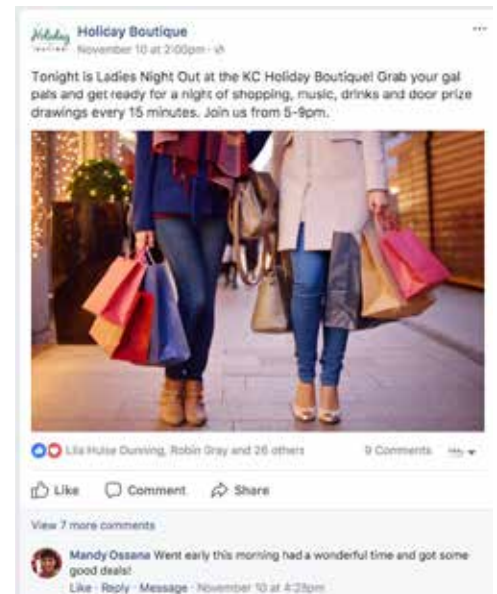 Holiday
Holiday Boutique
November 10 at 2:00pm ·
Tonight is Ladies Night Out at the KC Holiday Boutique! Grab your gal
pals and get ready for a night of shopping, music, drinks and door prize
drawings every 15 minutes. Join us from 5-9pm.
Lila Hulse Dunning, Robin Gray and 26 others
9 Comments
Like
Comment
Share
View 7 more comments
Mandy Ossana Went early this morning had a wonderful time and got some
good deals!
Like · Reply · Message · November 10 at 4:23pm